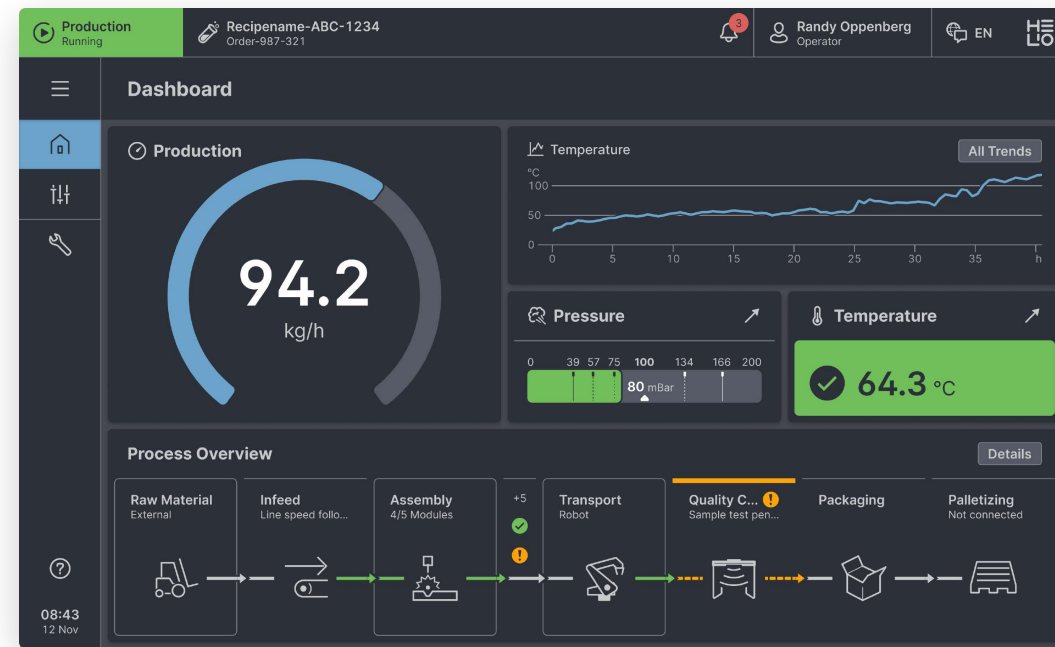 Production
Running
Recipename-ABC-1234
Order-987-321
3
Randy Oppenberg
Operator
EN
HELIO
Dashboard
Production
94.2
kg/h
Temperature
All Trends
°C
100
50
0
0 5 10 15 20 25 30 35 h
Pressure
0 39 57 75 100 134 166 200
80 mBar
Temperature
64.3 °C
Process Overview
Details
Raw Material
External
Infeed
Line speed follo...
Assembly
4/5 Modules
+5
Transport
Robot
Quality C...
Sample test pen...
Packaging
Palletizing
Not connected
08:43
12 Nov